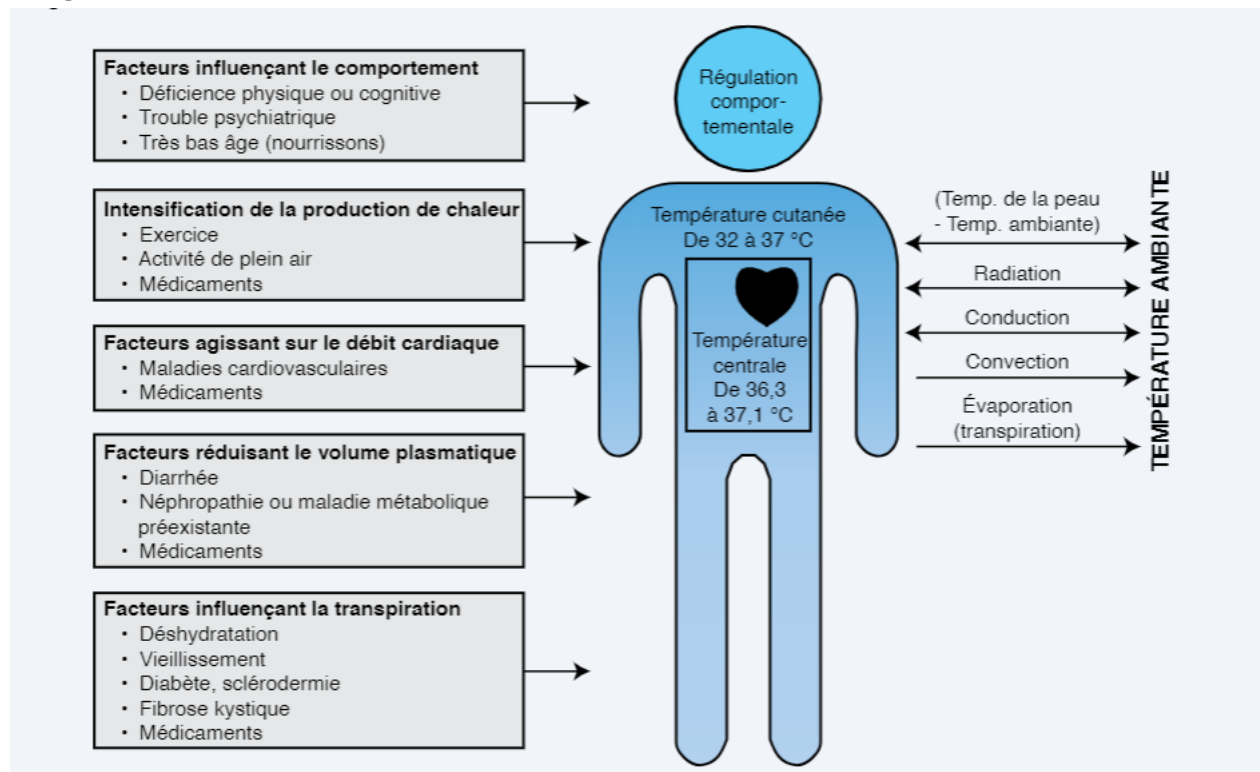 Facteurs influençant le comportement
• Déficience physique ou cognitive
• Trouble psychiatrique
• Très bas âge (nourrissons)
Intensification de la production de chaleur
• Exercice
• Activité de plein air
• Médicaments
Facteurs agissant sur le débit cardiaque
• Maladies cardiovasculaires
• Médicaments
Facteurs réduisant le volume plasmatique
• Diarrhée
• Néphropathie ou maladie métabolique
préexistante
• Médicaments
Facteurs influençant la transpiration
• Déshydratation
• Vieillissement
• Diabète, sclérodermie
• Fibrose kystique
• Médicaments
Régulation
compor-
tementale
Température cutanée
De 32 à 37 °C
Température
centrale
De 36,3
à 37,1 °C
(Temp. de la peau
- Temp. ambiante)
Radiation
Conduction
Convection
Évaporation
(transpiration)
TEMPÉRATURE AMBIANTE